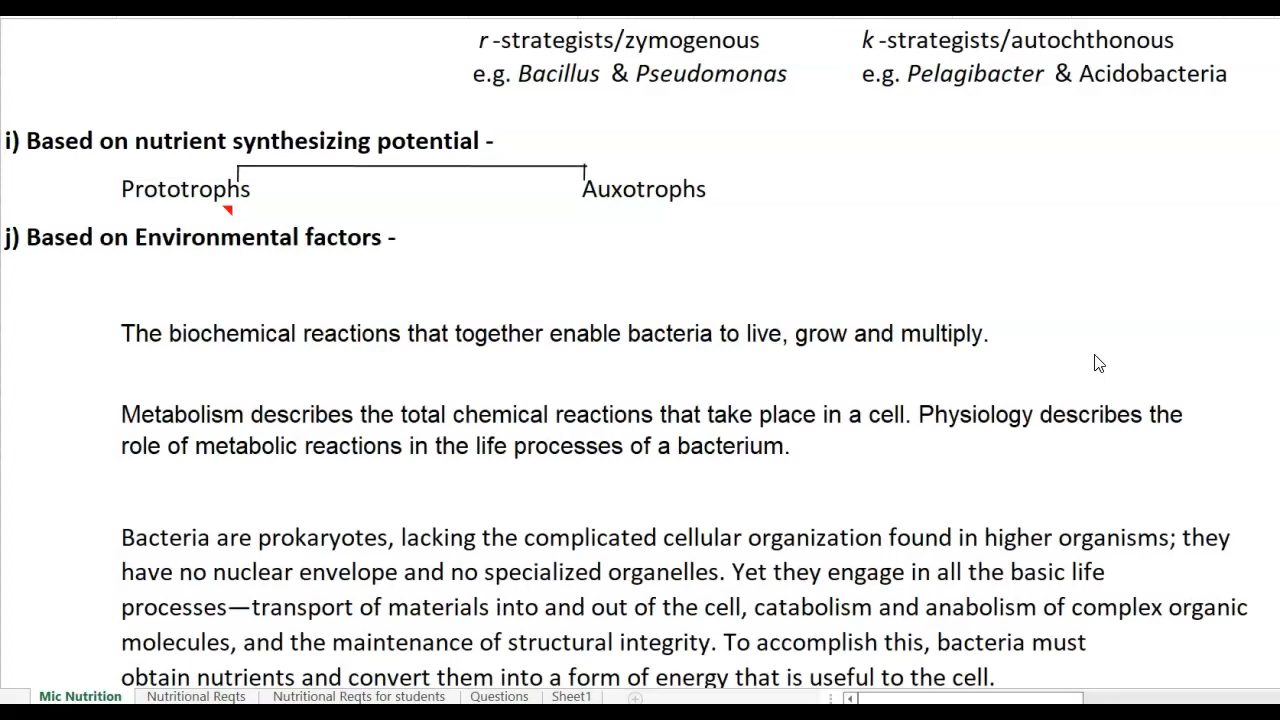 r-strategists/zymogenous k-strategists/autochthonous
e.g. Bacillus & Pseudomonas e.g. Pelagibacter & Acidobacteria
i) Based on nutrient synthesizing potential -
Prototrophs Auxotrophs
j) Based on Environmental factors -
The biochemical reactions that together enable bacteria to live, grow and multiply.
Metabolism describes the total chemical reactions that take place in a cell. Physiology describes the
role of metabolic reactions in the life processes of a bacterium.
Bacteria are prokaryotes, lacking the complicated cellular organization found in higher organisms; they
have no nuclear envelope and no specialized organelles. Yet they engage in all the basic life
processes—transport of materials into and out of the cell, catabolism and anabolism of complex organic
molecules, and the maintenance of structural integrity. To accomplish this, bacteria must
obtain nutrients and convert them into a form of energy that is useful to the cell.
Mic Nutrition Nutritional Reqts Nutritional Reqts for students Questions Sheet1